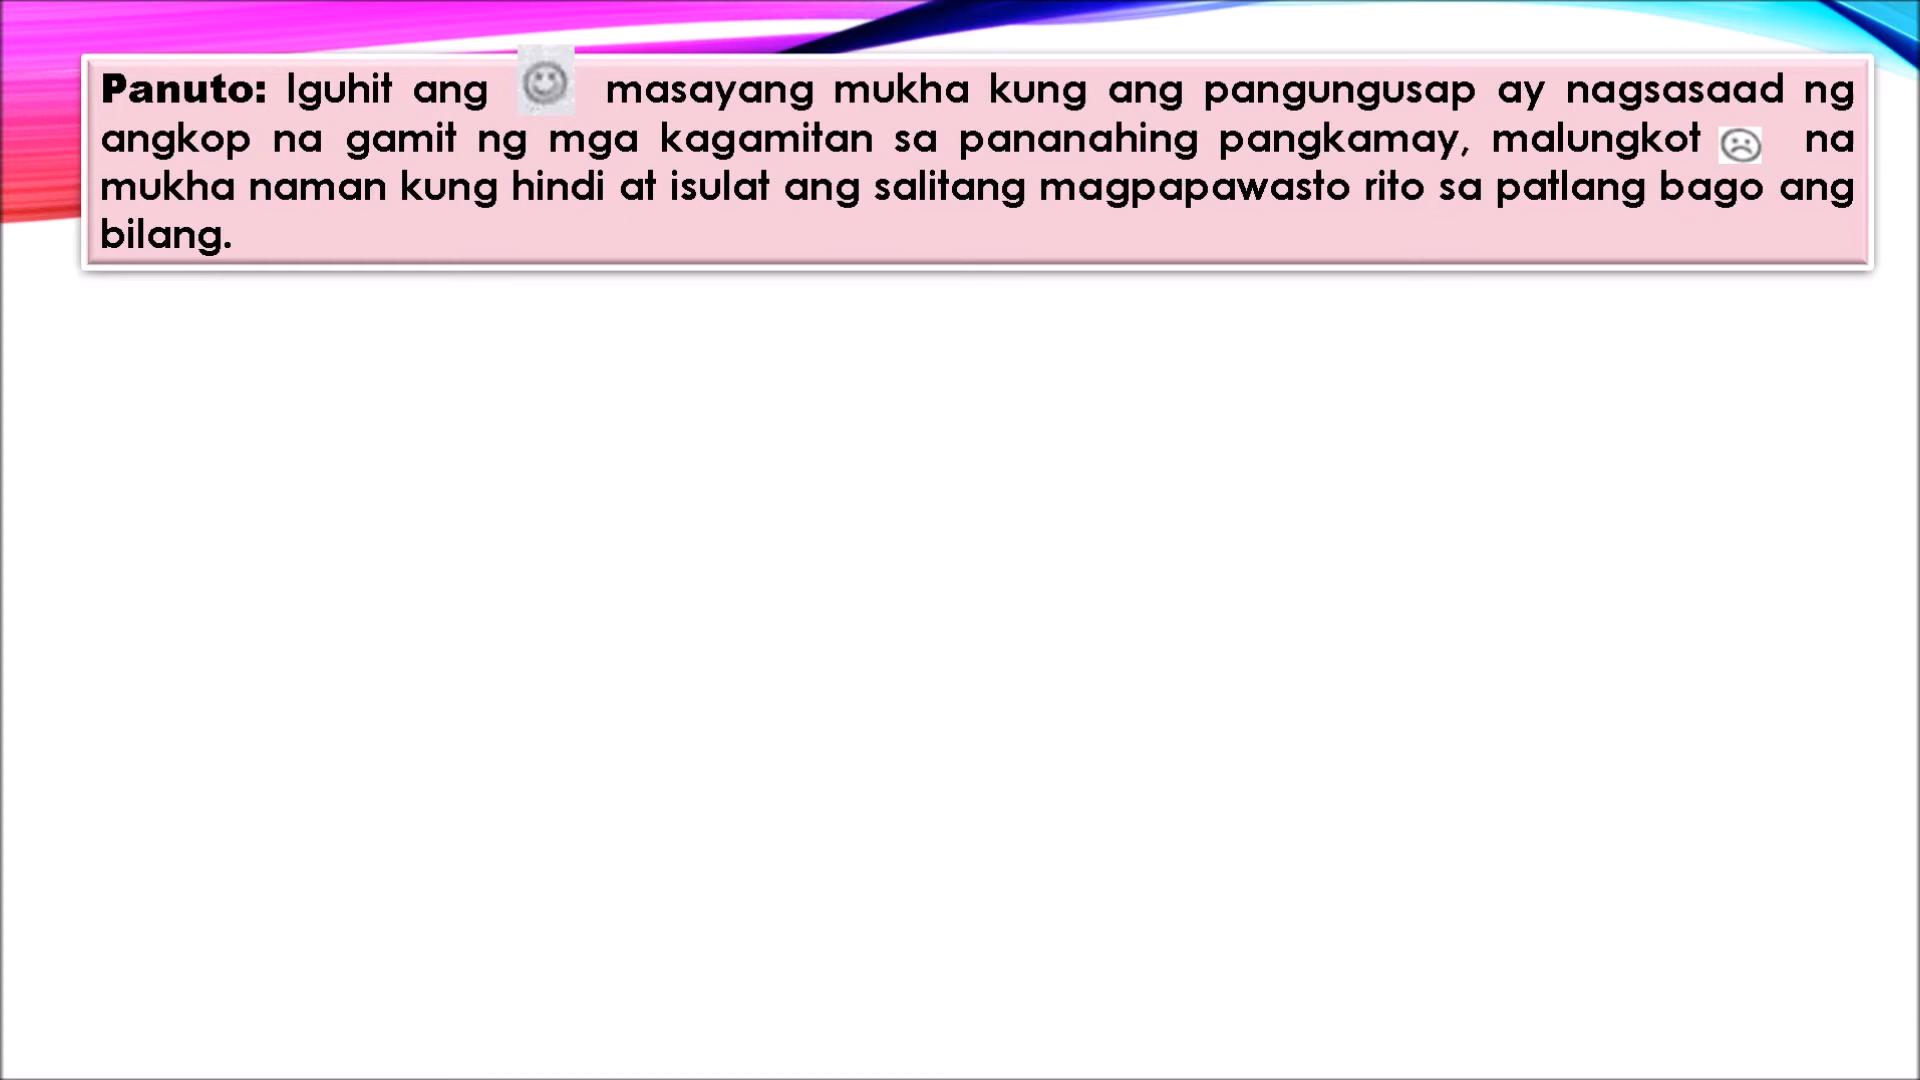 Panuto: Iguhit ang masayang mukha kung ang pangungusap ay nagsasaad ng
angkop na gamit ng mga kagamitan sa pananahing pangkamay, malungkot na
mukha naman kung hindi at isulat ang salitang magpapawasto rito sa patlang bago ang
bilang.